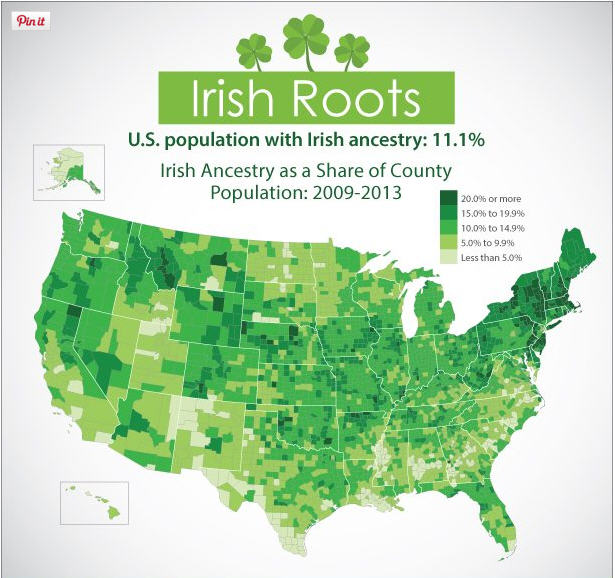 Pin it
Irish Roots
U.S. population with Irish ancestry: 11.1%
Irish Ancestry as a Share of County
Population: 2009-2013
20.0% or more
15.0% to 19.9%
10.0% to 14.9%
5.0% to 9.9%
Less than 5.0%